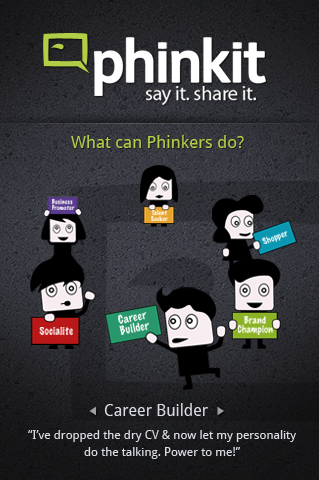 phinkit
say it. share it.
What can Phinkers do?
Business
Promoter
Talent
Seeker
Shopper
Socialite
Career
Builder
Brand
Champion
Career Builder
“I’ve dropped the dry CV & now let my personality
do the talking. Power to me!”